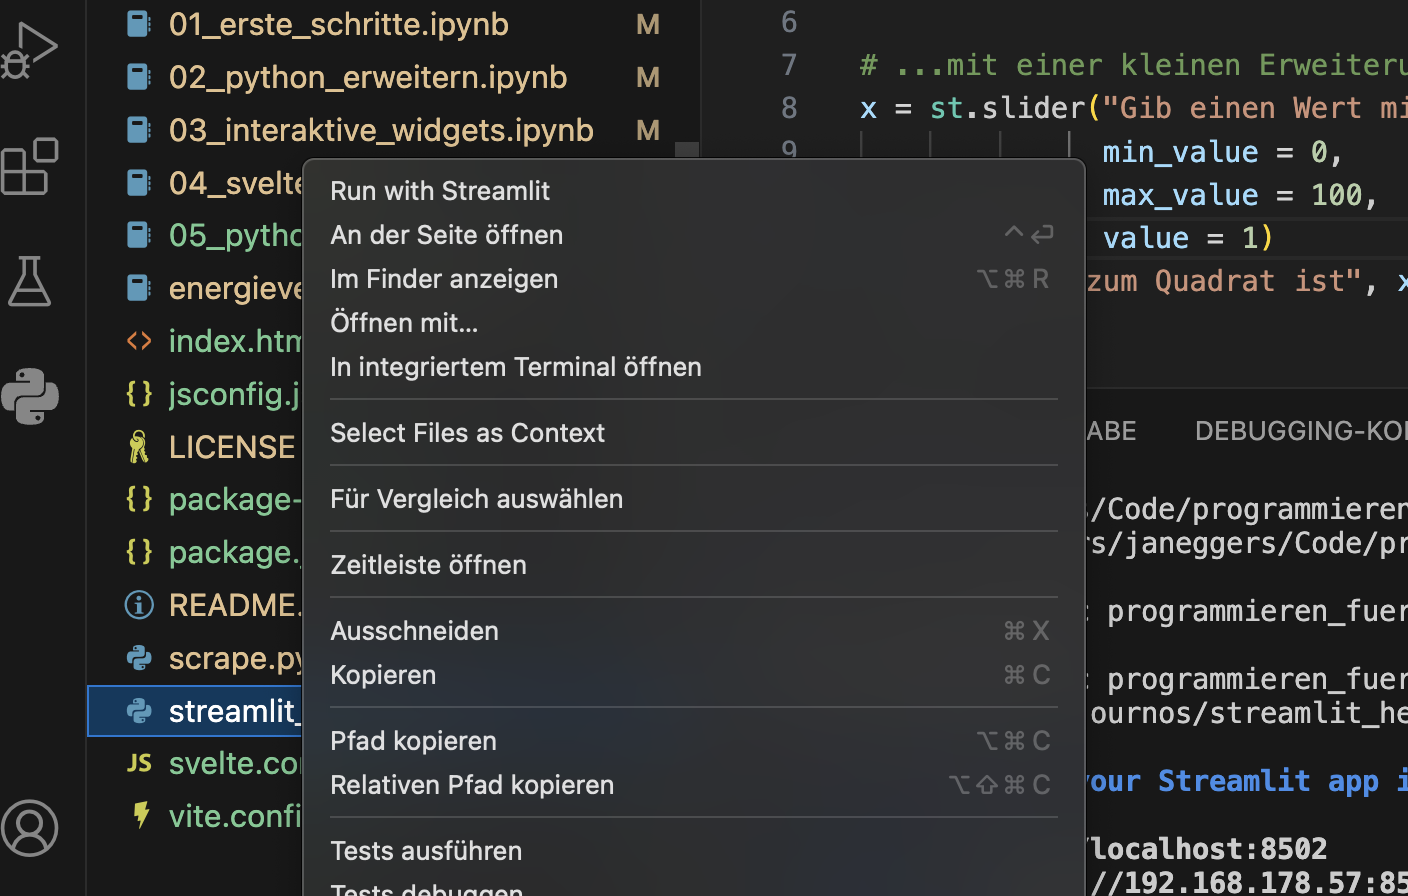 01_erste_schritte.ipynb M
02_python_erweitern.ipynb M
03_interaktive_widgets.ipynb M
04_svelte
05_pytho
energieve
index.htm
jsconfig.j
LICENSE
package-
package.
README.
scrape.py
streamlit_
JS svelte.con
vite.confi
Run with Streamlit
An der Seite öffnen ^⏎
Im Finder anzeigen ⌥⌘R
Öffnen mit...
In integriertem Terminal öffnen
Select Files as Context
Für Vergleich auswählen
Zeitleiste öffnen
Ausschneiden ⌘X
Kopieren ⌘C
Pfad kopieren ⌥⌘C
Relativen Pfad kopieren ⌥⇧⌘C
Tests ausführen
Tests debuggen
6
7 # ...mit einer kleinen Erweiteru
8 x = st.slider("Gib einen Wert mi
9 min_value = 0,
max_value = 100,
value = 1)
zum Quadrat ist", x
ABE DEBUGGING-KO
/Code/programmieren
s/janeggers/Code/pr
programmieren_fuer
programmieren_fuer
ournos/streamlit_he
our Streamlit app i
localhost:8502
//192.168.178.57:85